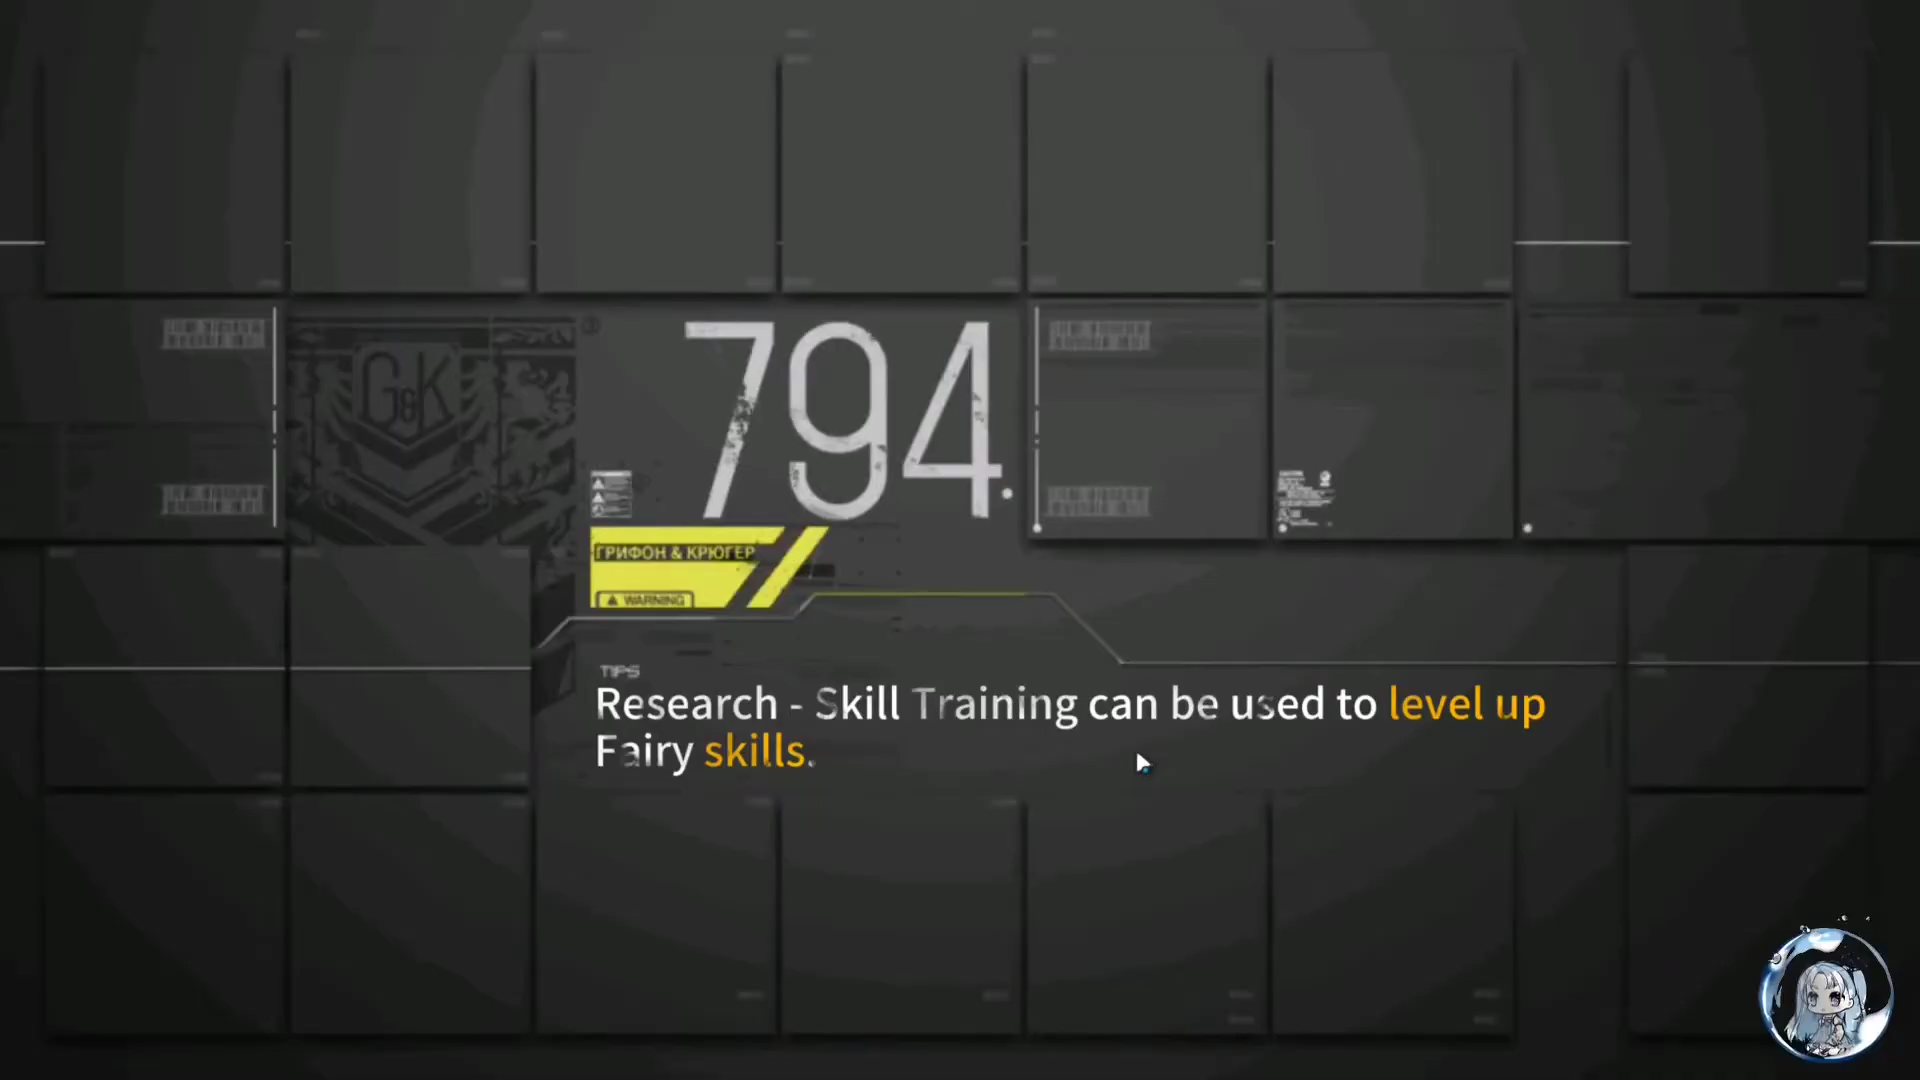 G&K
794.
ГРИФОН & КРЮГЕР
WARNING
TIPS
Research - Skill Training can be used to level up
Fairy skills.